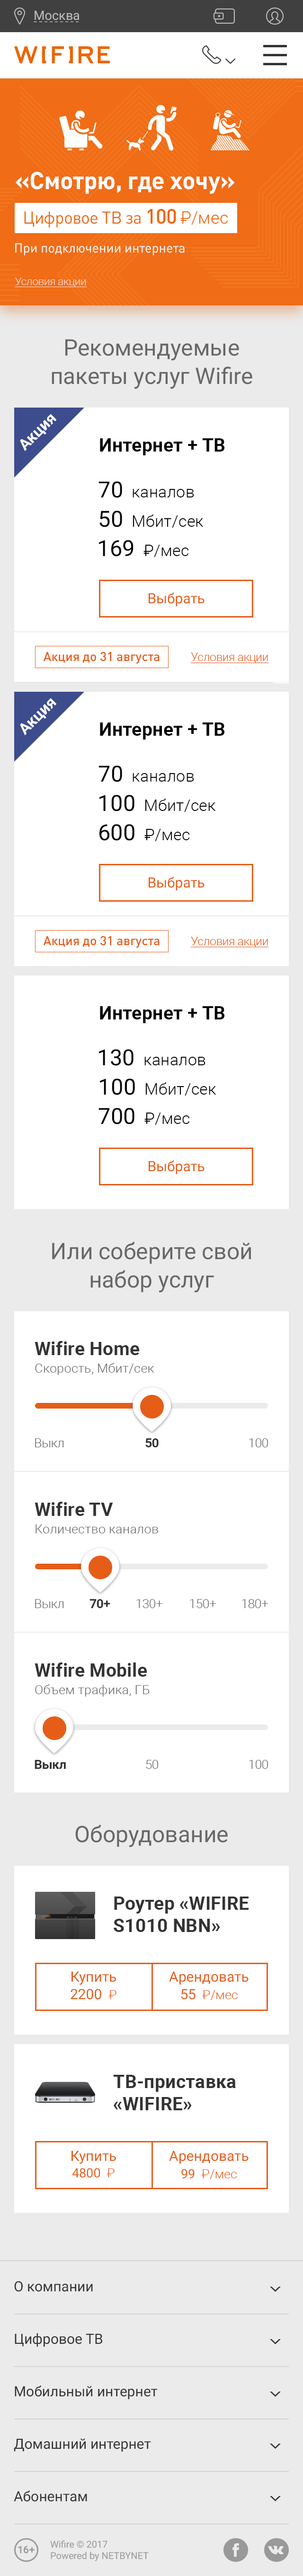 Москва
WIFIRE
«Смотрю, где хочу»
Цифровое ТВ за 100 ₽/мес
При подключении интернета
Условия акции
Рекомендуемые
пакеты услуг Wifire
Акция
Интернет + ТВ
70 каналов
50 Мбит/сек
169 ₽/мес
Выбрать
Акция до 31 августа Условия акции
Акция
Интернет + ТВ
70 каналов
100 Мбит/сек
600 ₽/мес
Выбрать
Акция до 31 августа Условия акции
Интернет + ТВ
130 каналов
100 Мбит/сек
700 ₽/мес
Выбрать
Или соберите свой
набор услуг
Wifire Home
Скорость, Мбит/сек
Выкл 50 100
Wifire TV
Количество каналов
Выкл 70+ 130+ 150+ 180+
Wifire Mobile
Объем трафика, ГБ
Выкл 50 100
Оборудование
Роутер «WIFIRE
S1010 NBN»
Купить Арендовать
2200 ₽ 55 ₽/мес
ТВ-приставка
«WIFIRE»
Купить Арендовать
4800 ₽ 99 ₽/мес
О компании
Цифровое ТВ
Мобильный интернет
Домашний интернет
Абонентам
16+ Wifire © 2017
Powered by NETBYNET